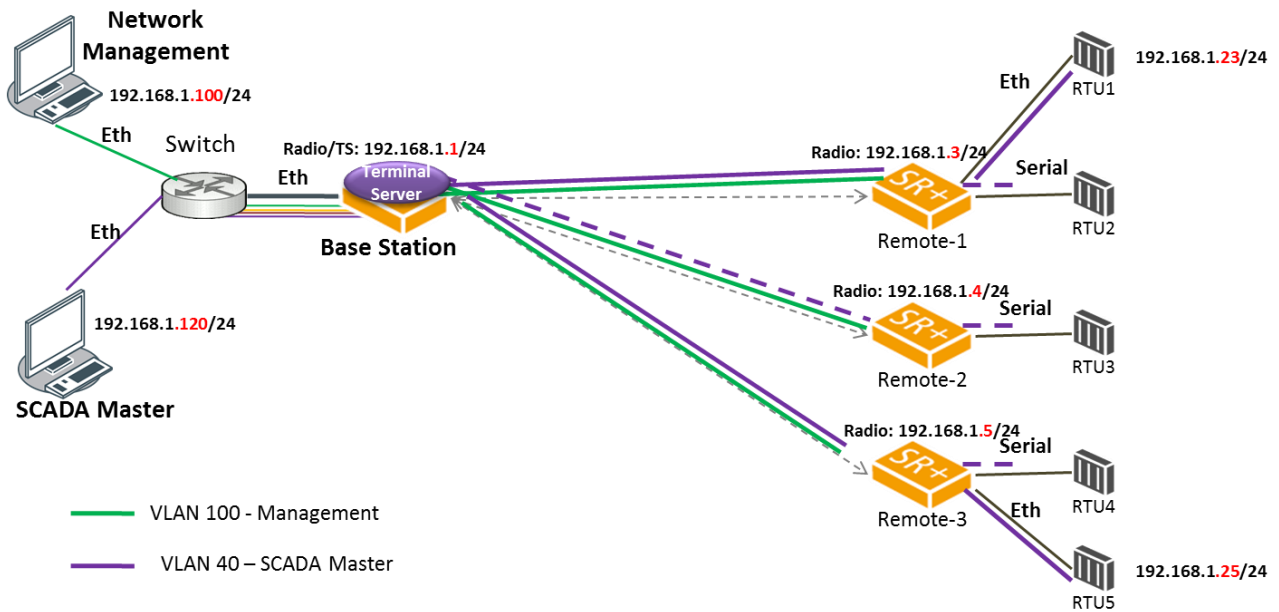 Network
Management
192.168.1.100/24
Eth
Switch
Eth
192.168.1.120/24
SCADA Master
Radio/TS: 192.168.1.1/24
Eth
Terminal
Server
Base Station
Radio: 192.168.1.3/24
SR+
Remote-1
Eth
RTU1
192.168.1.23/24
Serial
RTU2
Radio: 192.168.1.4/24
SR+
Remote-2
Serial
RTU3
Radio: 192.168.1.5/24
SR+
Remote-3
Serial
RTU4
Eth
RTU5
192.168.1.25/24
VLAN 100 - Management
VLAN 40 – SCADA Master